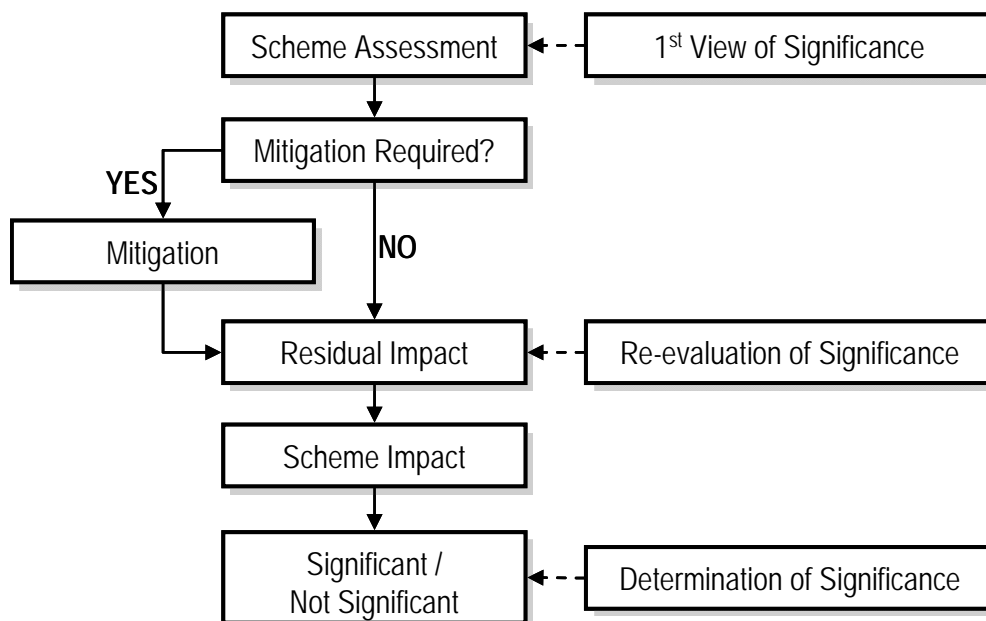 Scheme Assessment
1st View of Significance
Mitigation Required?
YES
Mitigation
NO
Residual Impact
Re-evaluation of Significance
Scheme Impact
Significant /
Not Significant
Determination of Significance